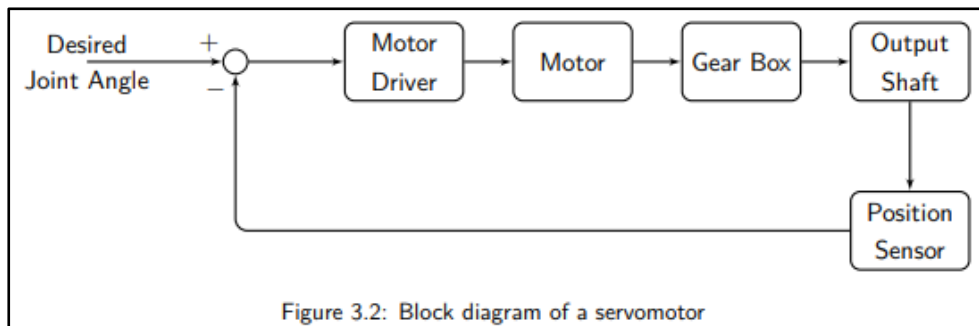 Desired
Joint Angle
+
−
Motor
Driver
Motor
Gear Box
Output
Shaft
Position
Sensor
Figure 3.2: Block diagram of a servomotor